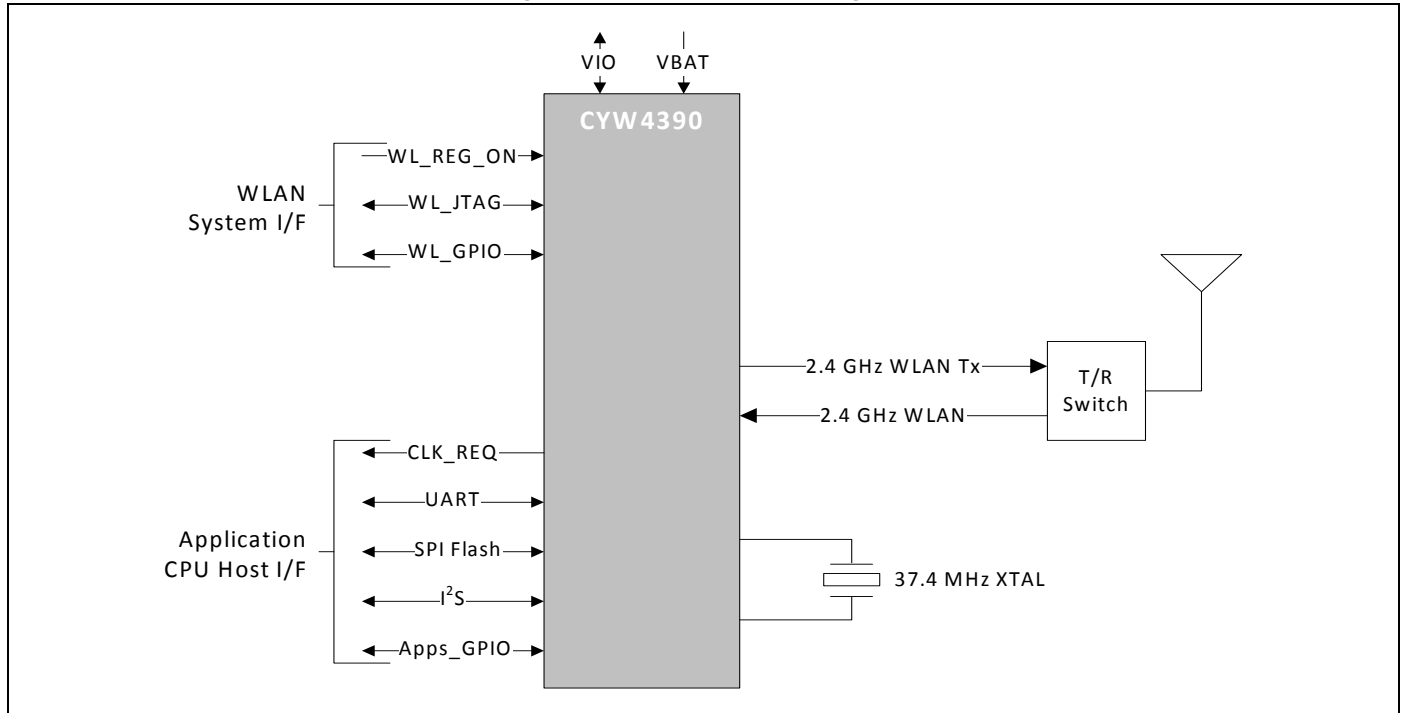 VIO
VBAT
CYW4390
WL_REG_ON
WL_JTAG
WL_GPIO
WLAN
System I/F
2.4 GHz WLAN Tx
2.4 GHz WLAN
T/R
Switch
CLK_REQ
UART
SPI Flash
I²S
Apps_GPIO
Application
CPU Host I/F
37.4 MHz XTAL